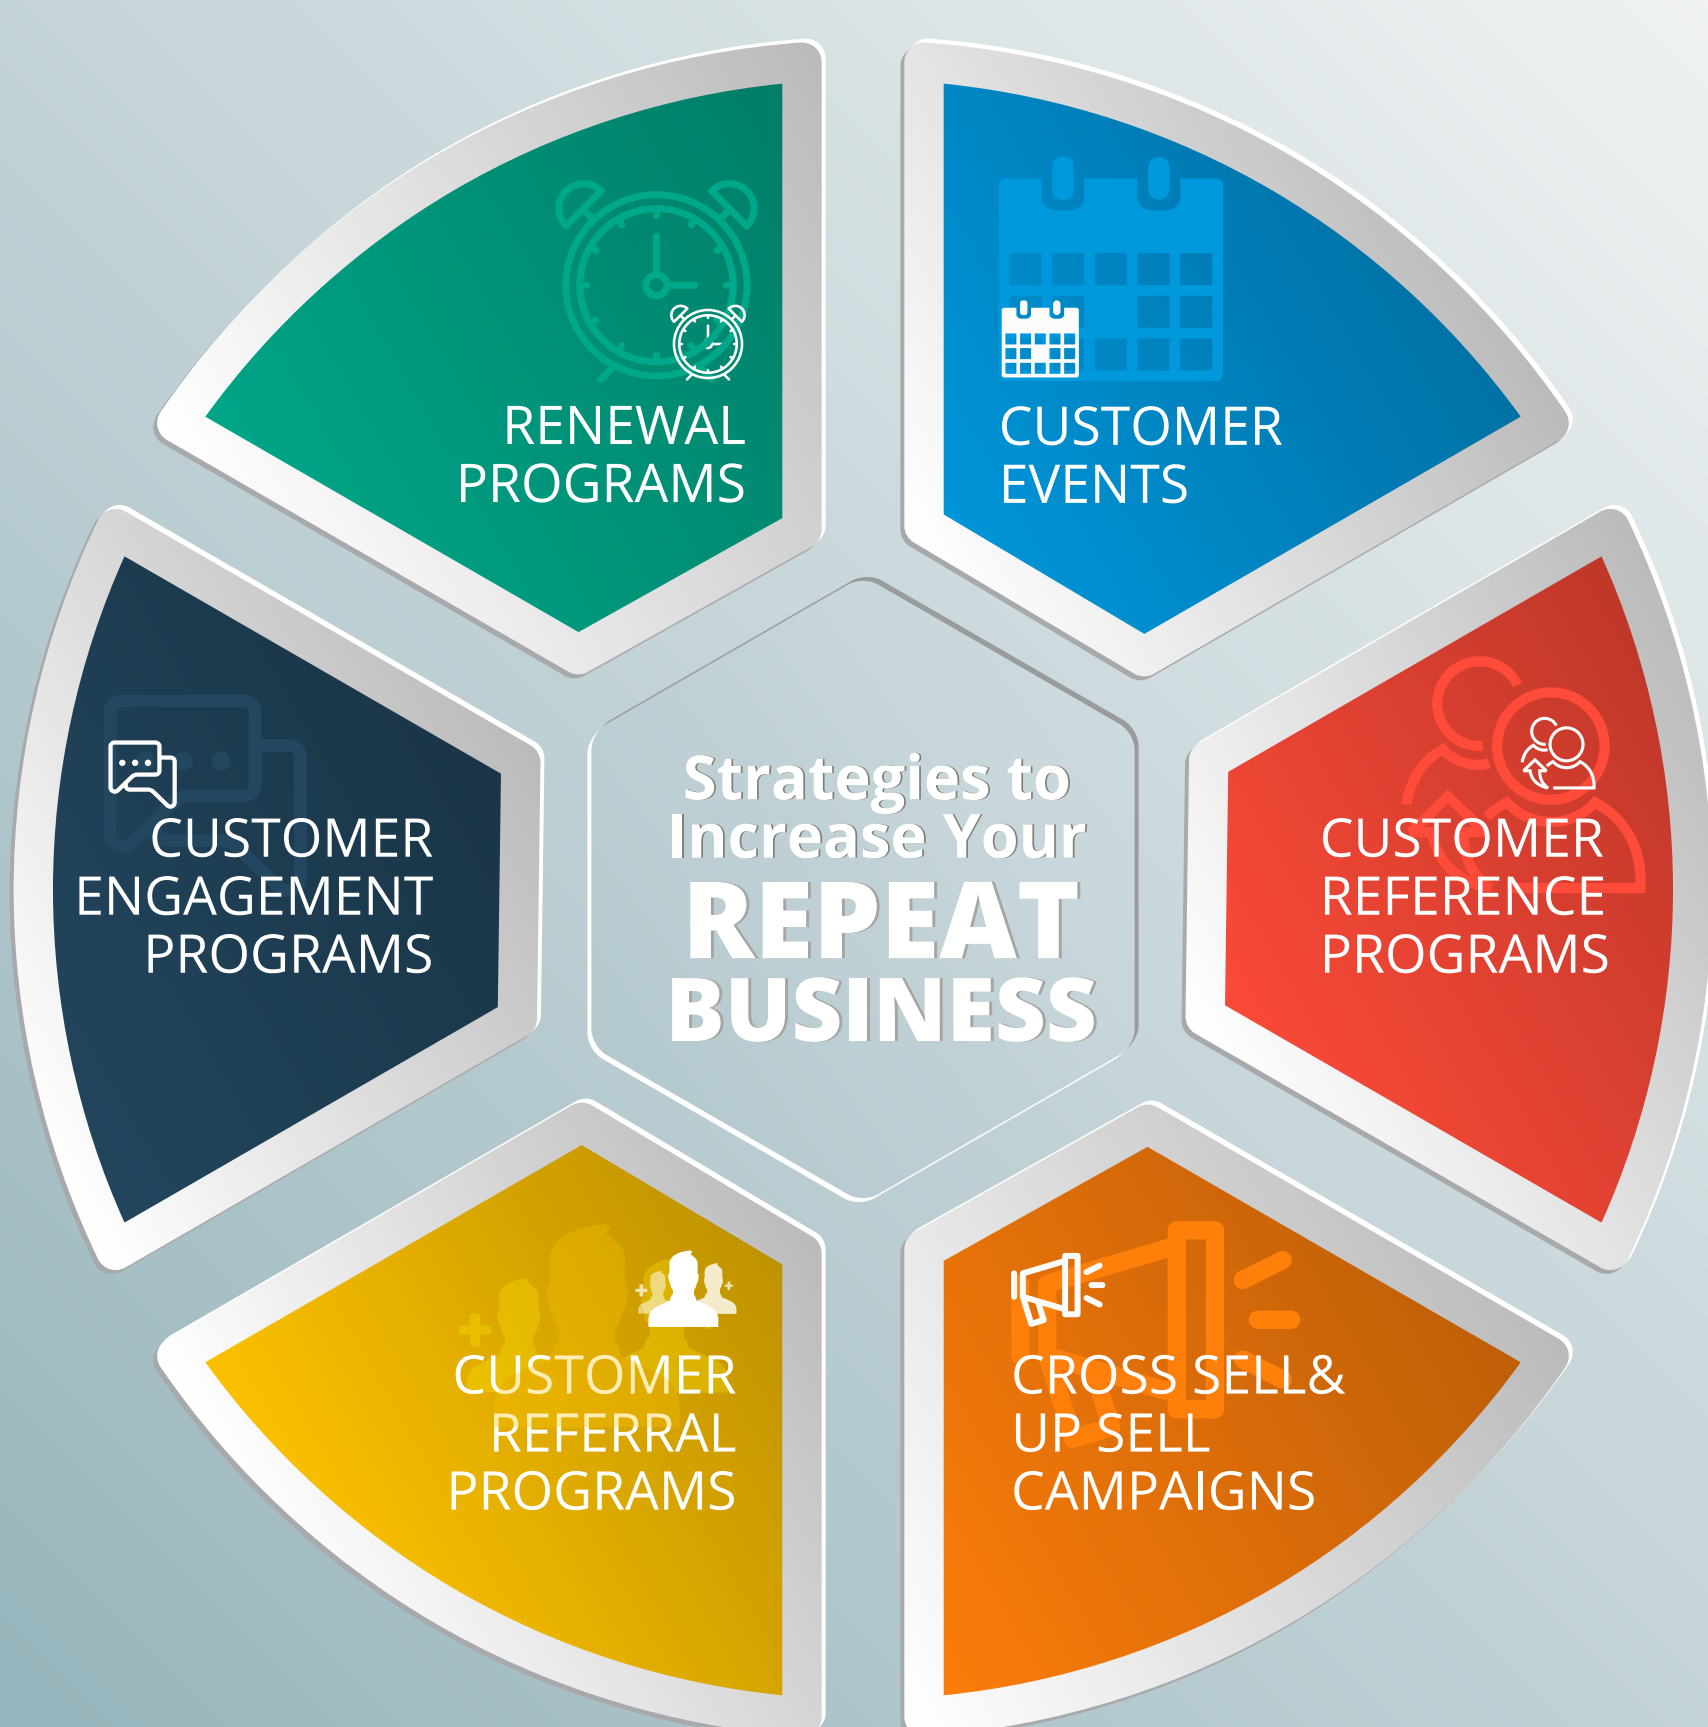 RENEWAL
PROGRAMS
CUSTOMER
EVENTS
CUSTOMER
ENGAGEMENT
PROGRAMS
Strategies to
Increase Your
REPEAT
BUSINESS
CUSTOMER
REFERENCE
PROGRAMS
CUSTOMER
REFERRAL
PROGRAMS
CROSS SELL&
UP SELL
CAMPAIGNS